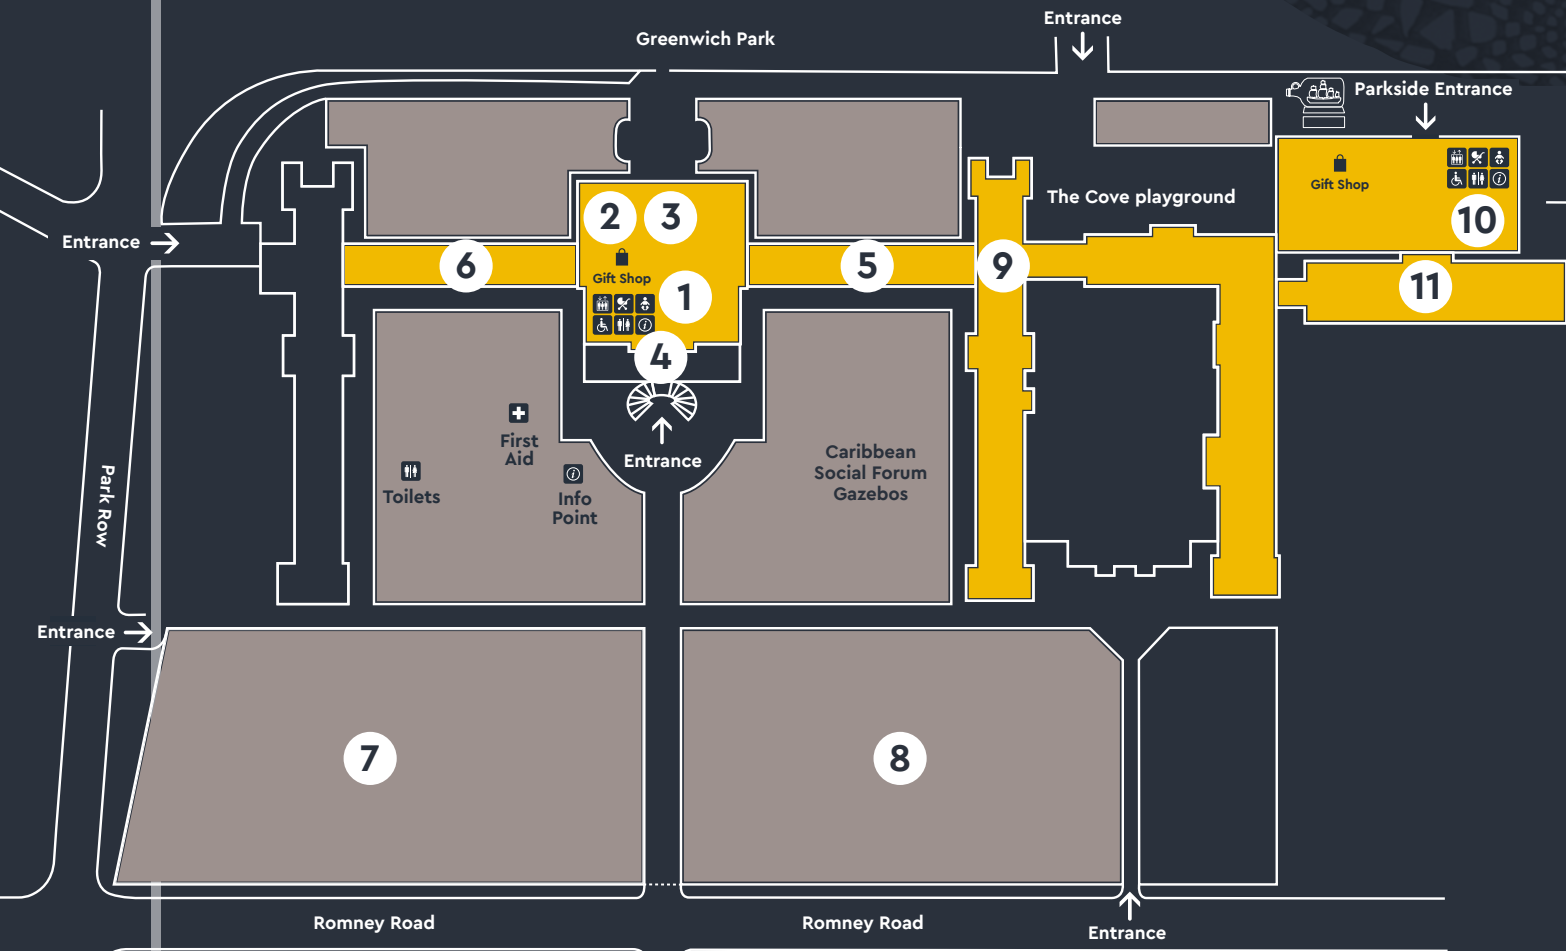 Entrance
Greenwich Park
Parkside Entrance
Gift Shop
The Cove playground
10
2
3
Entrance
6
Gift Shop
5
9
11
1
4
First
Aid
Entrance
Caribbean
Social Forum
Gazebos
Toilets
Info
Point
Park Row
Entrance
7
8
Romney Road
Romney Road
Entrance